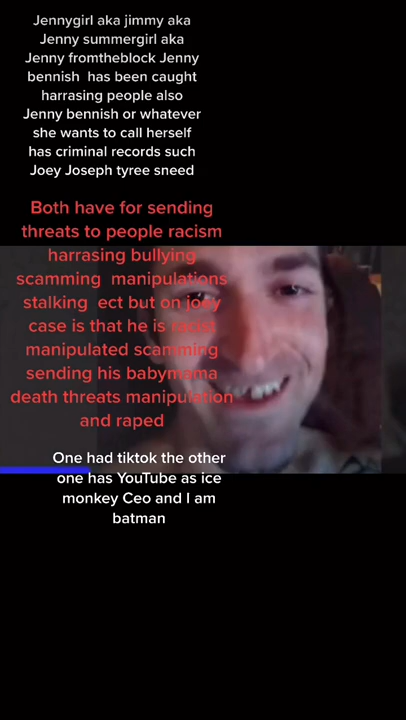 Jennygirl aka jimmy aka
Jenny summergirl aka
Jenny fromtheblock Jenny
bennish  has been caught
harrasing people also
Jenny bennish or whatever
she wants to call herself
has criminal records such
Joey Joseph tyree sneed
Both have for sending
threats to people racism
harrasing bullying
scamming  manipulations
stalking  ect but on joey
case is that he is racist
manipulated scamming
sending his babymama
death threats manipulation
and raped
One had tiktok the other
one has YouTube as ice
monkey Ceo and I am
batman